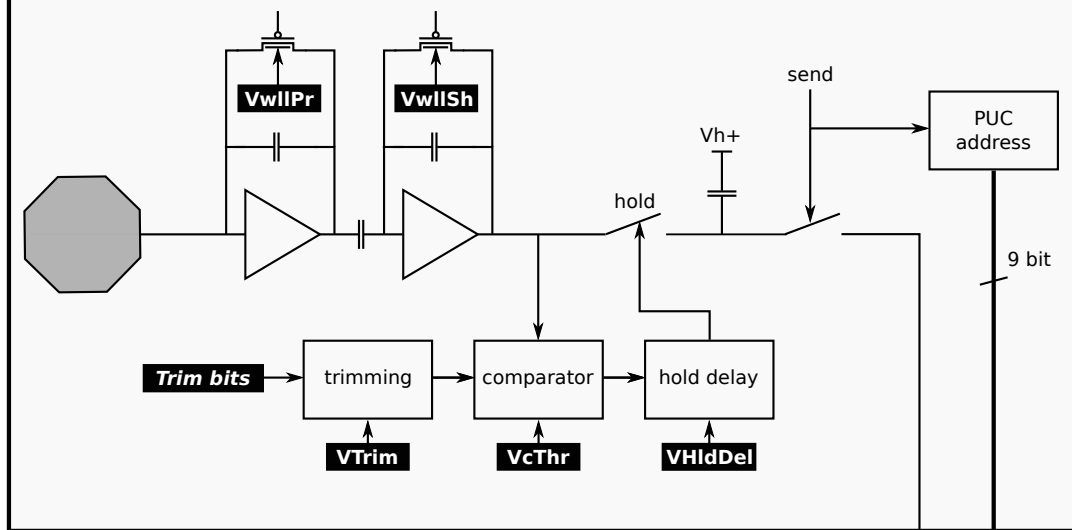 VwllPr
VwllSh
send
PUC
address
Vh+
hold
9 bit
Trim bits
trimming
comparator
hold delay
VTrim
VcThr
VHldDel